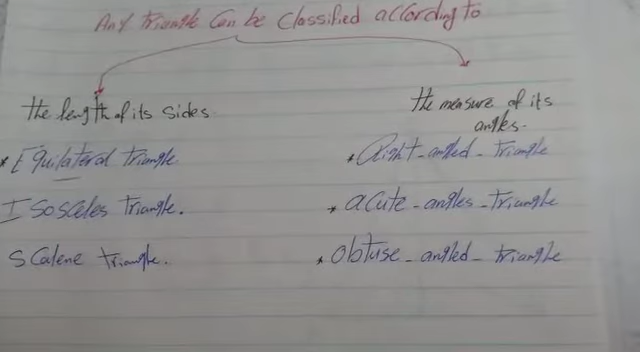 Any triangle can be classified according to
the length of its sides
* Equilateral triangle
Isosceles triangle.
Scalene triangle.
the measure of its
angles.
* Right-angled-triangle
* acute-angles-triangle
* obtuse-angled-triangle